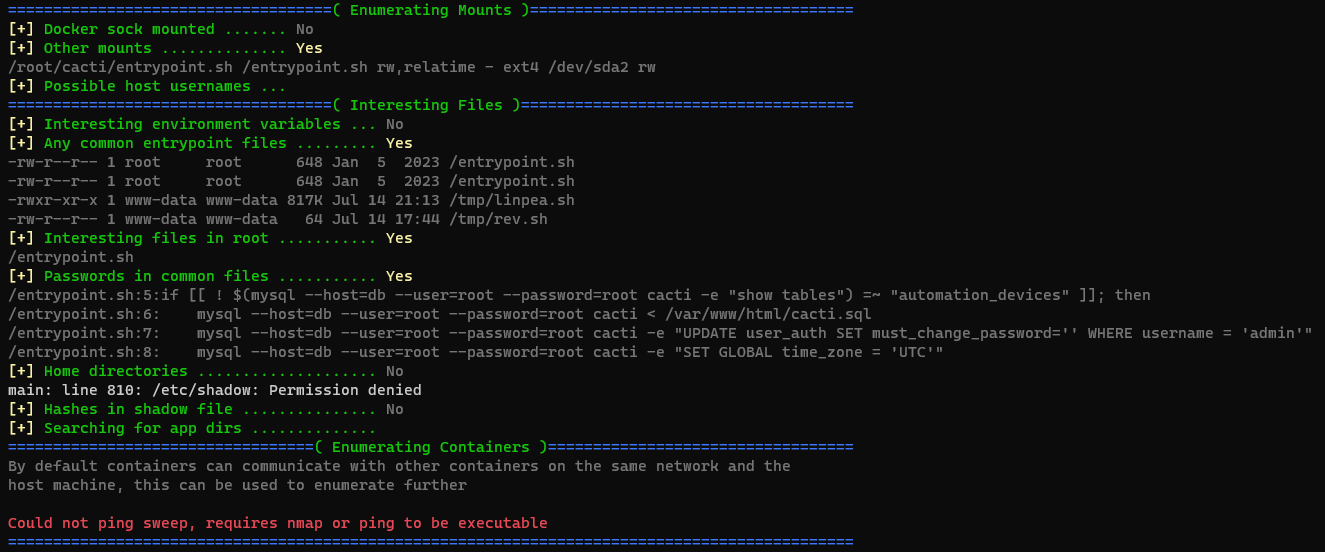 ====================================( Enumerating Mounts )====================================
[+] Docker sock mounted ....... No
[+] Other mounts .............. Yes
/root/cacti/entrypoint.sh /entrypoint.sh rw,relatime - ext4 /dev/sda2 rw
[+] Possible host usernames ...
====================================( Interesting Files )=====================================
[+] Interesting environment variables ... No
[+] Any common entrypoint files ......... Yes
-rw-r--r-- 1 root     root      648 Jan  5  2023 /entrypoint.sh
-rw-r--r-- 1 root     root      648 Jan  5  2023 /entrypoint.sh
-rwxr-xr-x 1 www-data www-data 817K Jul 14 21:13 /tmp/linpea.sh
-rw-r--r-- 1 www-data www-data   64 Jul 14 17:44 /tmp/rev.sh
[+] Interesting files in root ........... Yes
/entrypoint.sh
[+] Passwords in common files ........... Yes
/entrypoint.sh:5:if [[ ! $(mysql --host=db --user=root --password=root cacti -e "show tables") =~ "automation_devices" ]]; then
/entrypoint.sh:6:    mysql --host=db --user=root --password=root cacti < /var/www/html/cacti.sql
/entrypoint.sh:7:    mysql --host=db --user=root --password=root cacti -e "UPDATE user_auth SET must_change_password='' WHERE username = 'admin'"
/entrypoint.sh:8:    mysql --host=db --user=root --password=root cacti -e "SET GLOBAL time_zone = 'UTC'"
[+] Home directories .................... No
main: line 810: /etc/shadow: Permission denied
[+] Hashes in shadow file ............... No
[+] Searching for app dirs ..............
==================================( Enumerating Containers )==================================
By default containers can communicate with other containers on the same network and the
host machine, this can be used to enumerate further
Could not ping sweep, requires nmap or ping to be executable
==============================================================================================